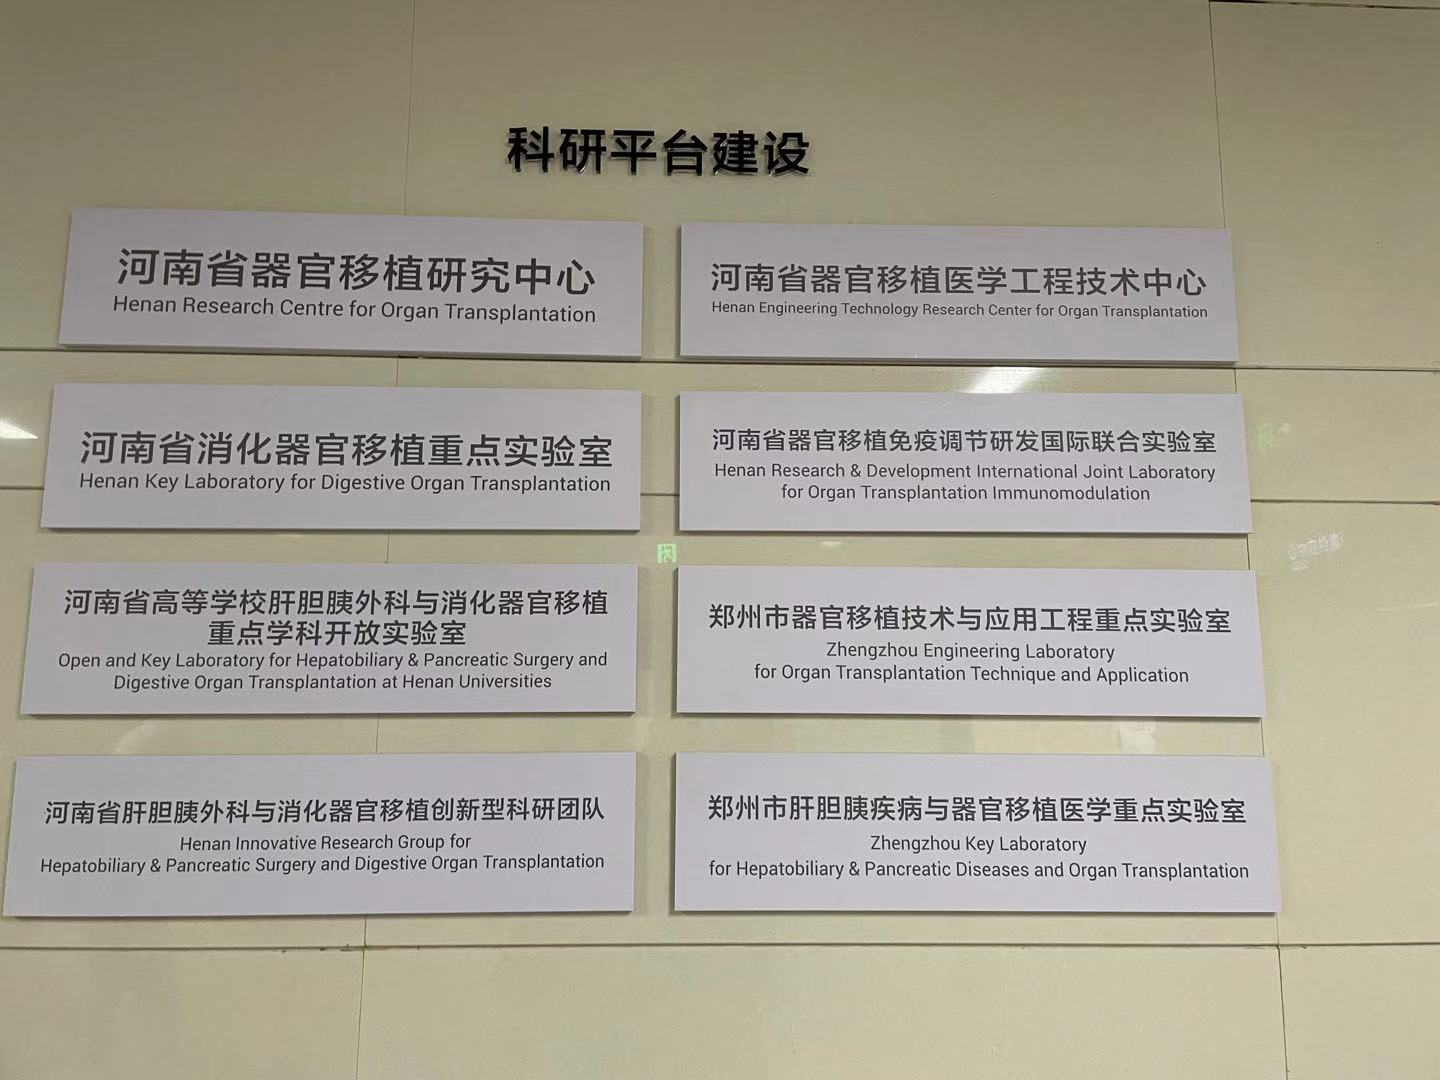 科研平台建设
河南省器官移植研究中心
Henan Research Centre for Organ Transplantation
河南省器官移植医学工程技术中心
Henan Engineering Technology Research Center for Organ Transplantation
河南省消化器官移植重点实验室
Henan Key Laboratory for Digestive Organ Transplantation
河南省器官移植免疫调节研发国际联合实验室
Henan Research & Development International Joint Laboratory
for Organ Transplantation Immunomodulation
河南省高等学校肝胆胰外科与消化器官移植
重点学科开放实验室
Open and Key Laboratory for Hepatobiliary & Pancreatic Surgery and
Digestive Organ Transplantation at Henan Universities
郑州市器官移植技术与应用工程重点实验室
Zhengzhou Engineering Laboratory
for Organ Transplantation Technique and Application
河南省肝胆胰外科与消化器官移植创新型科研团队
Henan Innovative Research Group for
Hepatobiliary & Pancreatic Surgery and Digestive Organ Transplantation
郑州市肝胆胰疾病与器官移植医学重点实验室
Zhengzhou Key Laboratory
for Hepatobiliary & Pancreatic Diseases and Organ Transplantation